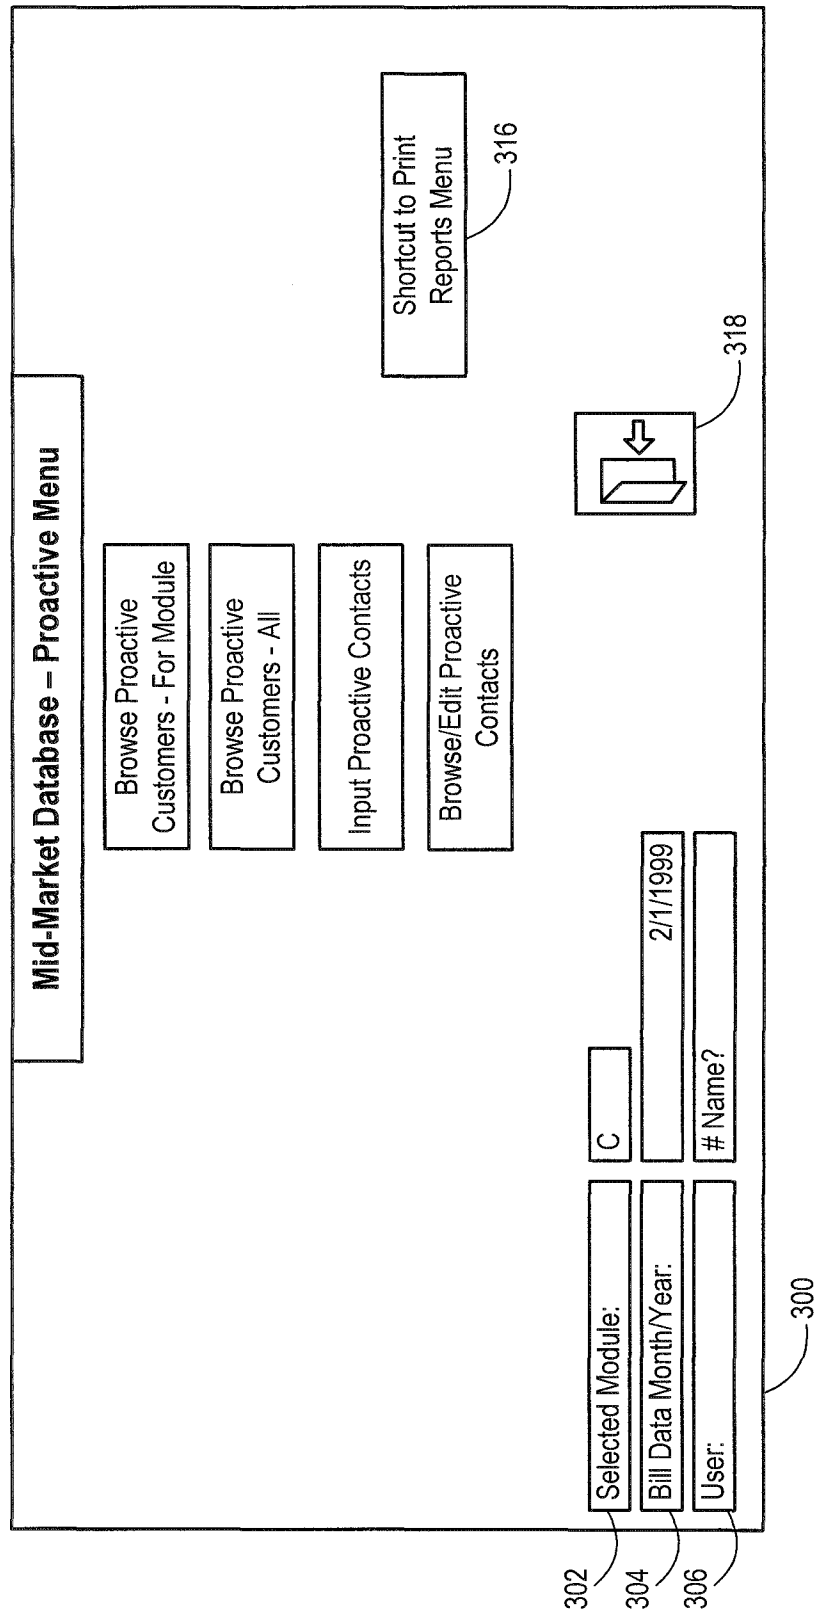 Mid-Market Database – Proactive Menu
Browse Proactive
Customers - For Module
Browse Proactive
Customers - All
Input Proactive Contacts
Browse/Edit Proactive
Contacts
Shortcut to Print
Reports Menu
316
318
302
Selected Module:
C
304
Bill Data Month/Year:
2/1/1999
306
User:
# Name?
300